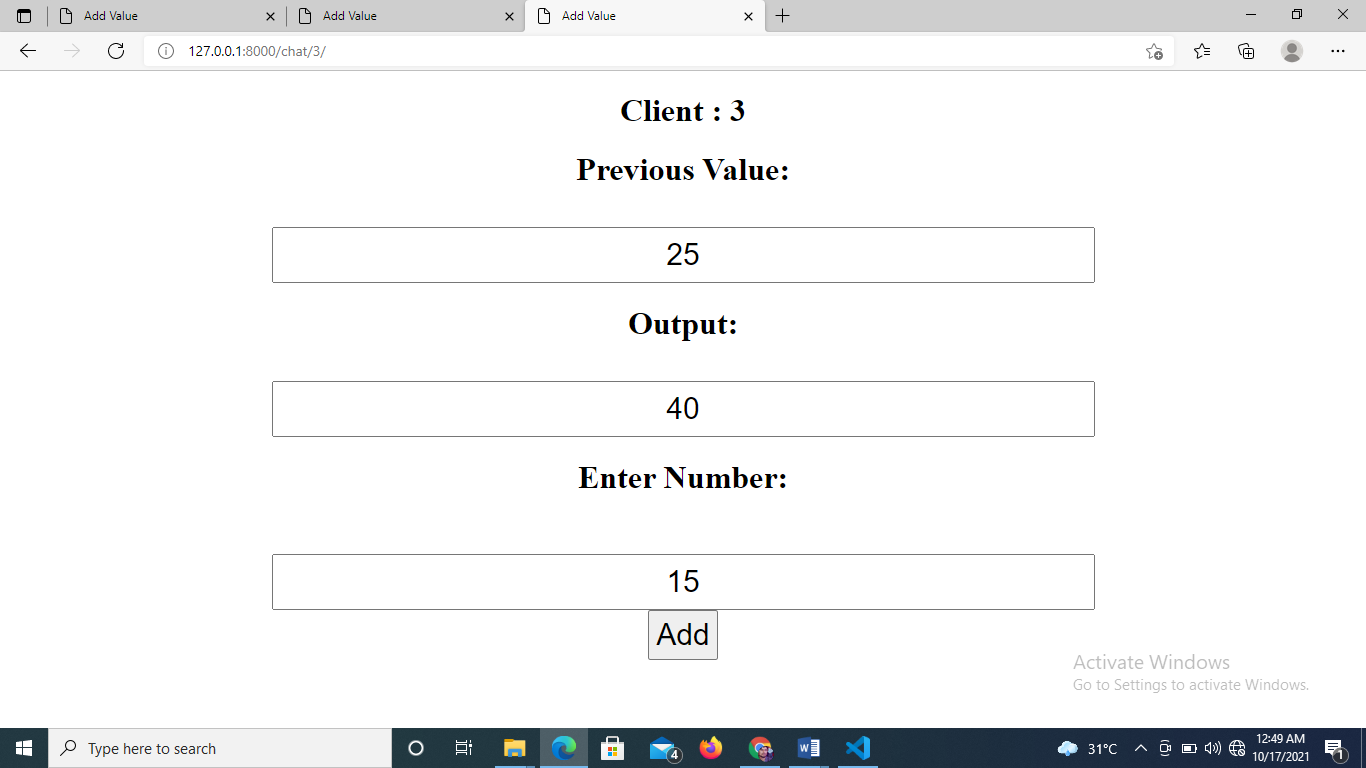 Add Value
Add Value
Add Value
127.0.0.1:8000/chat/3/
Client : 3
Previous Value:
25
Output:
40
Enter Number:
15
Add
Activate Windows
Go to Settings to activate Windows.
Type here to search
4
W
31°C
12:49 AM
10/17/2021
1